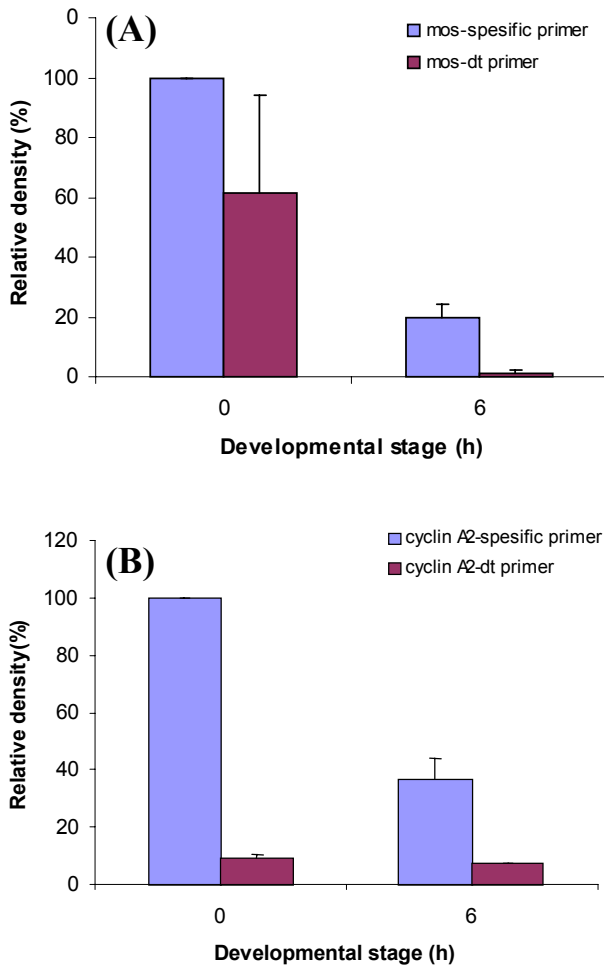 (A)
mos-spesific primer
mos-dt primer
Relative density (%)
0
100
80
60
40
20
0
0 6
Developmental stage (h)
(B)
cyclin A2-spesific primer
cyclin A2-dt primer
Relative density(%)
120
100
80
60
40
20
0
0 6
Developmental stage (h)